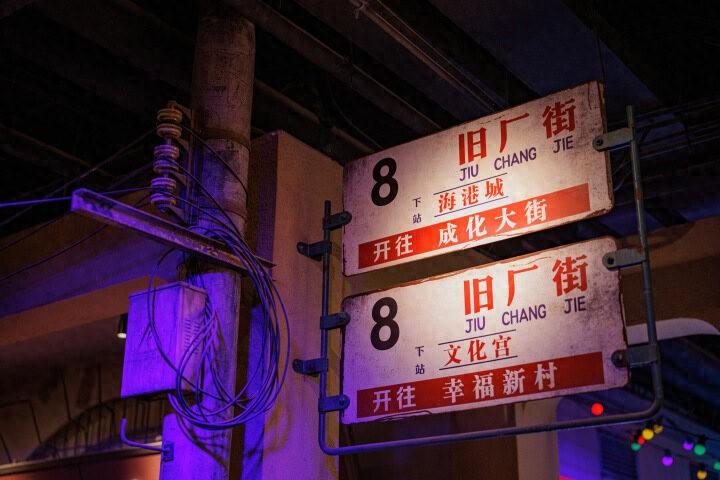 8
旧厂街
JIU CHANG JIE
下站
海港城
开往 成化大街
8
旧厂街
JIU CHANG JIE
下站
文化宫
开往 幸福新村